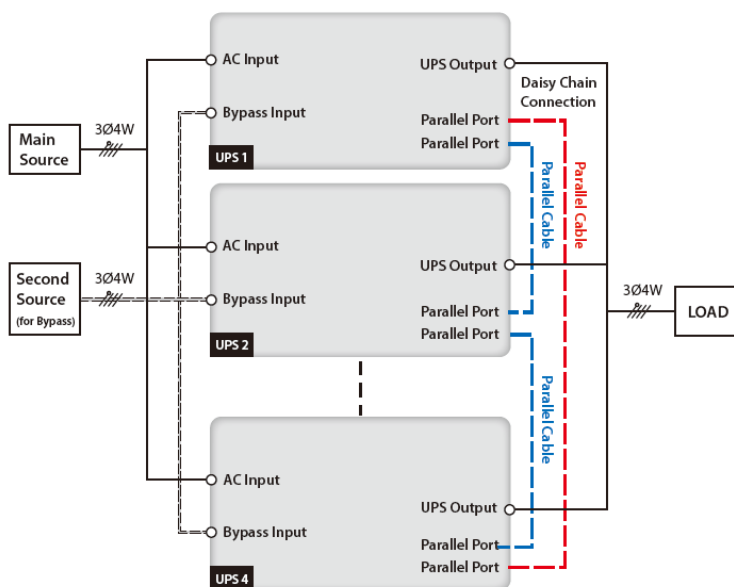 AC Input
UPS Output
Daisy Chain
Connection
Bypass Input
Parallel Port
Parallel Port
UPS 1
Main
Source
3Ø4W
Parallel Cable
Parallel Cable
AC Input
UPS Output
Second
Source
(for Bypass)
3Ø4W
Bypass Input
Parallel Port
Parallel Port
UPS 2
3Ø4W
LOAD
Parallel Cable
AC Input
UPS Output
Bypass Input
Parallel Port
Parallel Port
UPS 4